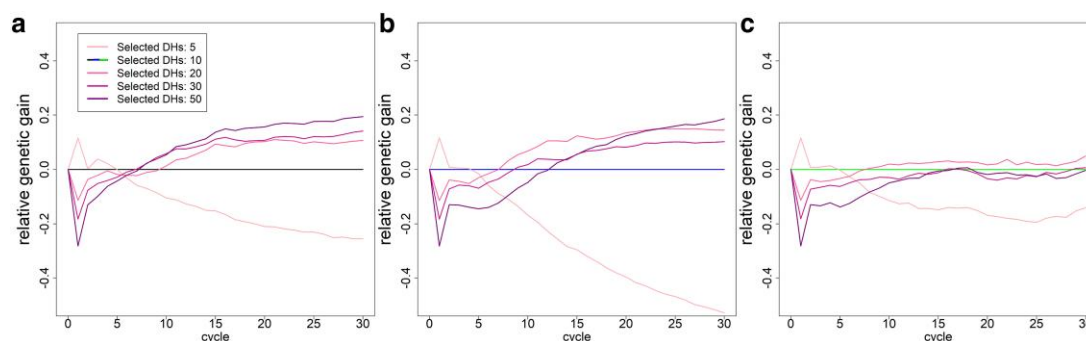 a
b
c
Selected DHs: 5
Selected DHs: 10
Selected DHs: 20
Selected DHs: 30
Selected DHs: 50
relative genetic gain
0.4
0.2
0.0
-0.2
-0.4
0 5 10 15 20 25 30
cycle
relative genetic gain
0.4
0.2
0.0
-0.2
-0.4
0 5 10 15 20 25 30
cycle
relative genetic gain
0.4
0.2
0.0
-0.2
-0.4
0 5 10 15 20 25 30
cycle